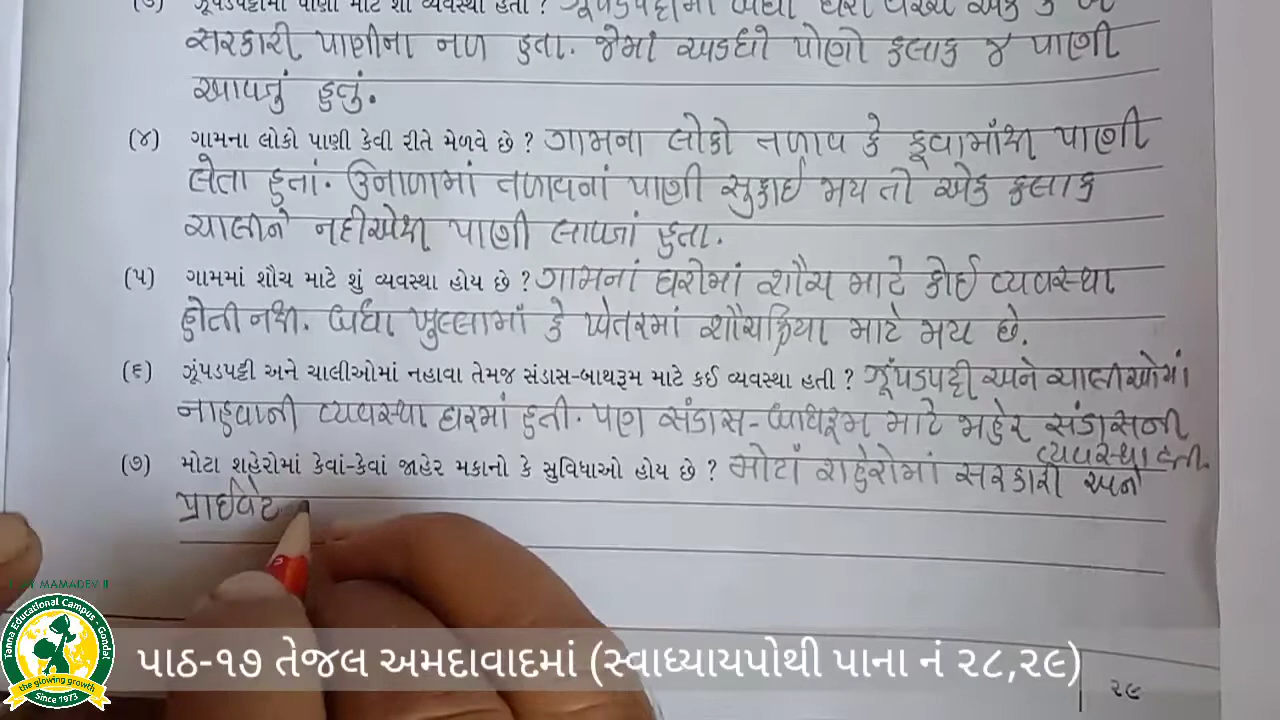 (૩) ઝૂંપડપટ્ટીમાં પાણી માટે શી વ્યવસ્થા હતી ? ઝૂંપડપટ્ટીમાં બધા ઘરો વચ્ચે એક કે બે
સરકારી પાણીના નળ હતા. જેમાં અડધો પોણો કલાક જ પાણી
આવતું હતું.
(૪) ગામના લોકો પાણી કેવી રીતે મેળવે છે ? ગામના લોકો તળાવ કે કૂવામાંથી પાણી
લેતા હતાં. ઉનાળામાં તળાવનાં પાણી સુકાઈ જાય તો એક કલાક
ચાલીને નદીએથી પાણી લાવતાં હતા.
(૫) ગામમાં શૌચ માટે શું વ્યવસ્થા હોય છે ? ગામનાં ઘરોમાં શૌચ માટે કોઈ વ્યવસ્થા
હોતી નથી. બધા ખુલ્લામાં કે ખેતરમાં શૌચક્રિયા માટે જાય છે.
(૬) ઝૂંપડપટ્ટી અને ચાલીઓમાં નહાવા તેમજ સંડાસ-બાથરૂમ માટે કઈ વ્યવસ્થા હતી ? ઝૂંપડપટ્ટી અને ચાલીઓમાં
નાહવાની વ્યવસ્થા ઘરમાં હતી. પણ સંડાસ-બાથરૂમ માટે જાહેર સંડાસની
વ્યવસ્થા હતી.
(૭) મોટા શહેરોમાં કેવાં-કેવાં જાહેર મકાનો કે સુવિધાઓ હોય છે ? મોટાં શહેરોમાં સરકારી અને
પ્રાઈવેટ
MAMADEV II
Tanna Educational Campus - Gondal
the glowing growth
Since 1973
પાઠ-૧૭ તેજલ અમદાવાદમાં (સ્વાધ્યાયપોથી પાના નં ૨૮,૨૯)
૨૯